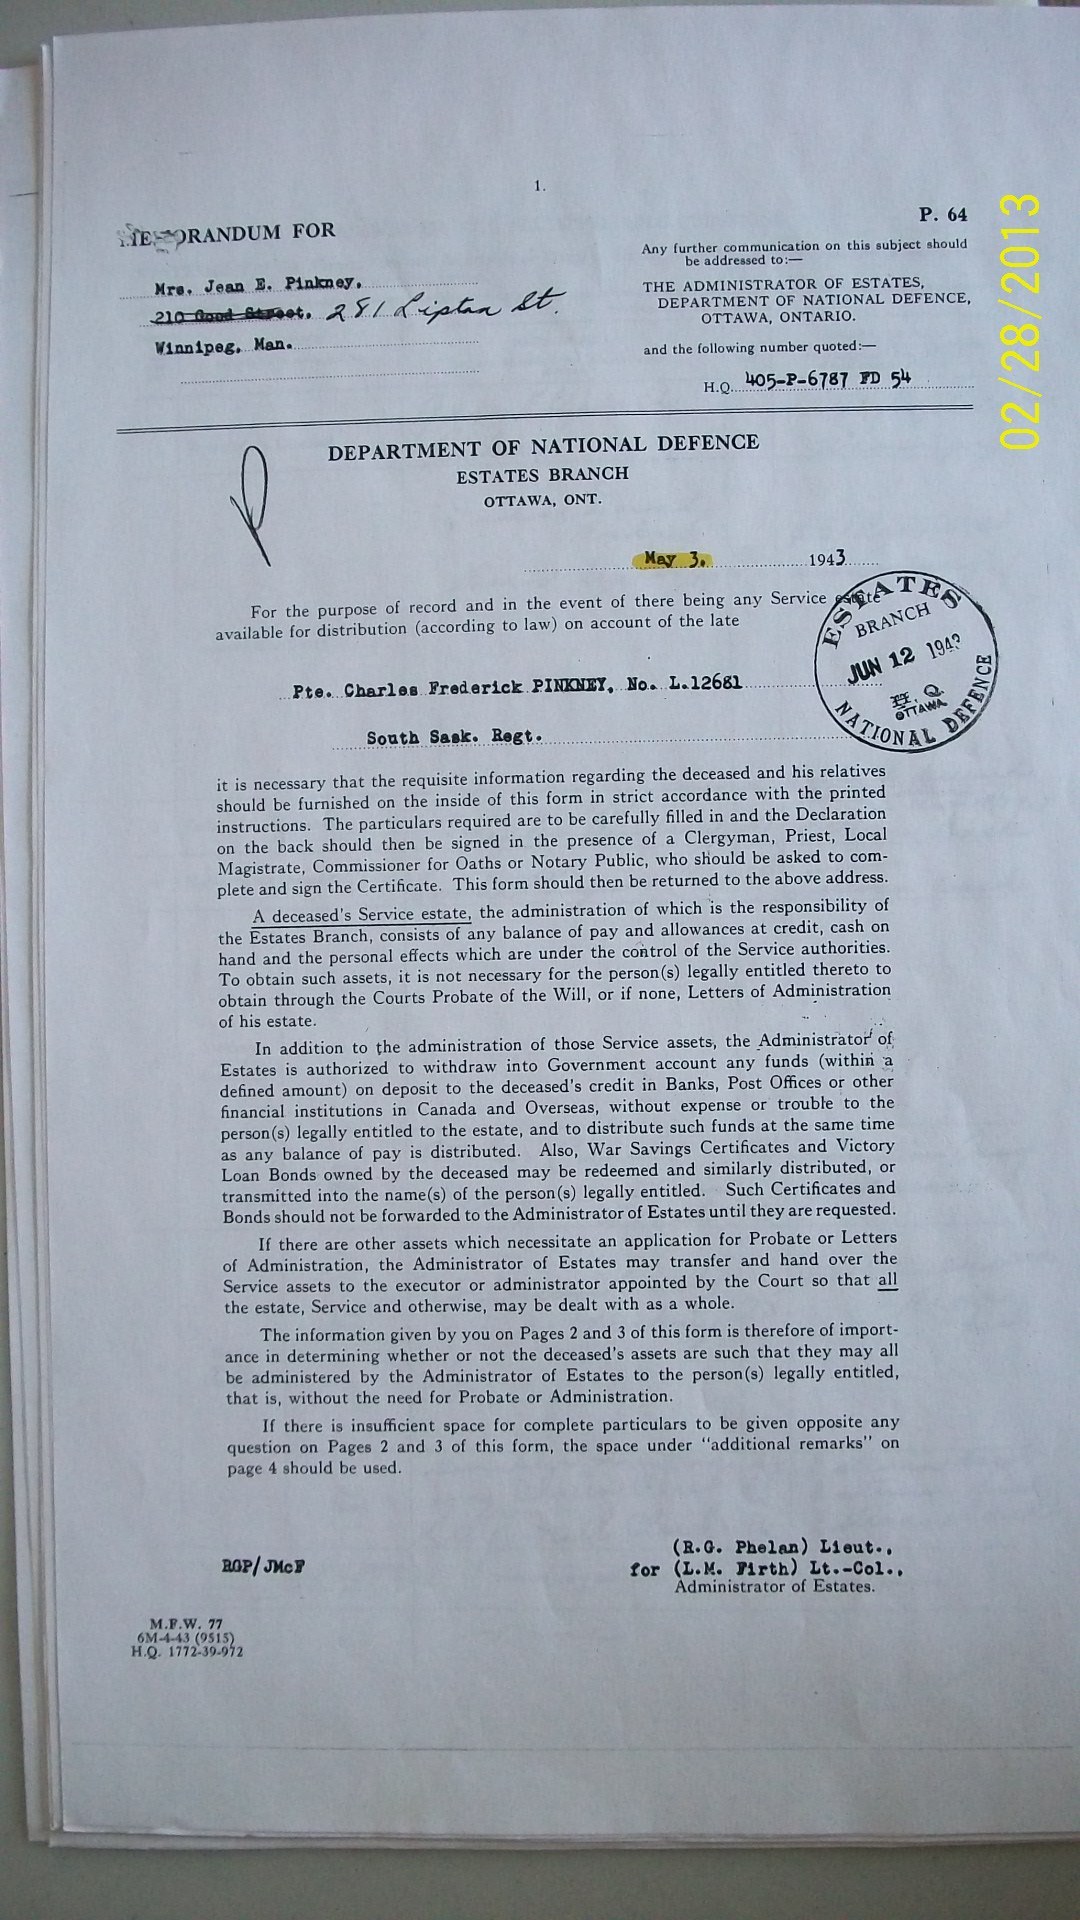 1.
P. 64
MEMORANDUM FOR
Mrs. Jean E. Pinkney,
210 Good Street. 281 Lipton St.
Winnipeg, Man.
Any further communication on this subject should
be addressed to:—
THE ADMINISTRATOR OF ESTATES,
DEPARTMENT OF NATIONAL DEFENCE,
OTTAWA, ONTARIO.
and the following number quoted:—
H.Q. 405-P-6787 FD 54
02/28/2013
DEPARTMENT OF NATIONAL DEFENCE
ESTATES BRANCH
OTTAWA, ONT.
May 3, 1943
For the purpose of record and in the event of there being any Service estate
available for distribution (according to law) on account of the late
ESTATES
BRANCH
JUN 12 1943
H. Q.
OTTAWA
NATIONAL DEFENCE
Pte. Charles Frederick PINKNEY, No. L.12681
South Sask. Regt.
it is necessary that the requisite information regarding the deceased and his relatives
should be furnished on the inside of this form in strict accordance with the printed
instructions. The particulars required are to be carefully filled in and the Declaration
on the back should then be signed in the presence of a Clergyman, Priest, Local
Magistrate, Commissioner for Oaths or Notary Public, who should be asked to com-
plete and sign the Certificate. This form should then be returned to the above address.
A deceased's Service estate, the administration of which is the responsibility of
the Estates Branch, consists of any balance of pay and allowances at credit, cash on
hand and the personal effects which are under the control of the Service authorities.
To obtain such assets, it is not necessary for the person(s) legally entitled thereto to
obtain through the Courts Probate of the Will, or if none, Letters of Administration
of his estate.
In addition to the administration of those Service assets, the Administrator of
Estates is authorized to withdraw into Government account any funds (within a
defined amount) on deposit to the deceased's credit in Banks, Post Offices or other
financial institutions in Canada and Overseas, without expense or trouble to the
person(s) legally entitled to the estate, and to distribute such funds at the same time
as any balance of pay is distributed. Also, War Savings Certificates and Victory
Loan Bonds owned by the deceased may be redeemed and similarly distributed, or
transmitted into the name(s) of the person(s) legally entitled. Such Certificates and
Bonds should not be forwarded to the Administrator of Estates until they are requested.
If there are other assets which necessitate an application for Probate or Letters
of Administration, the Administrator of Estates may transfer and hand over the
Service assets to the executor or administrator appointed by the Court so that all
the estate, Service and otherwise, may be dealt with as a whole.
The information given by you on Pages 2 and 3 of this form is therefore of import-
ance in determining whether or not the deceased's assets are such that they may all
be administered by the Administrator of Estates to the person(s) legally entitled,
that is, without the need for Probate or Administration.
If there is insufficient space for complete particulars to be given opposite any
question on Pages 2 and 3 of this form, the space under "additional remarks" on
page 4 should be used.
RGP/JMcF
(R.G. Phelan) Lieut.,
for (L.M. Firth) Lt.-Col.,
Administrator of Estates.
M.F.W. 77
6M-4-43 (9515)
H.Q. 1772-39-972